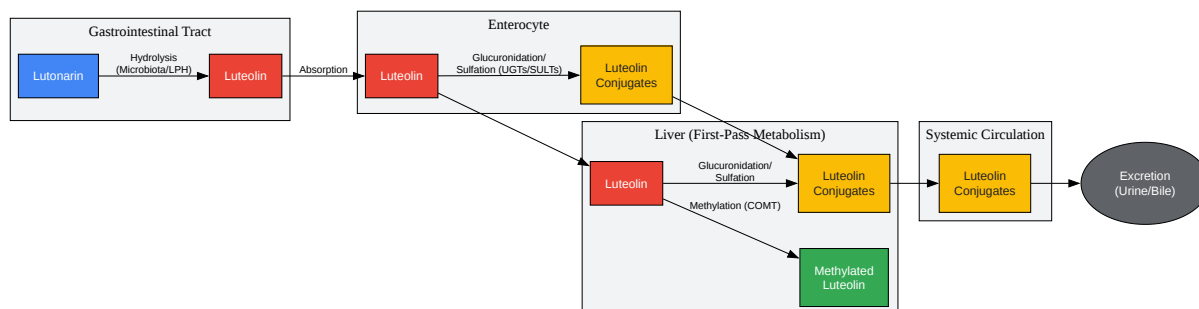 Gastrointestinal Tract
Lutonarin
Hydrolysis
(Microbiota/LPH)
Luteolin
Absorption
Enterocyte
Luteolin
Glucuronidation/
Sulfation (UGTs/SULTs)
Luteolin
Conjugates
Liver (First-Pass Metabolism)
Luteolin
Glucuronidation/
Sulfation
Luteolin
Conjugates
Methylation (COMT)
Methylated
Luteolin
Systemic Circulation
Luteolin
Conjugates
Excretion
(Urine/Bile)